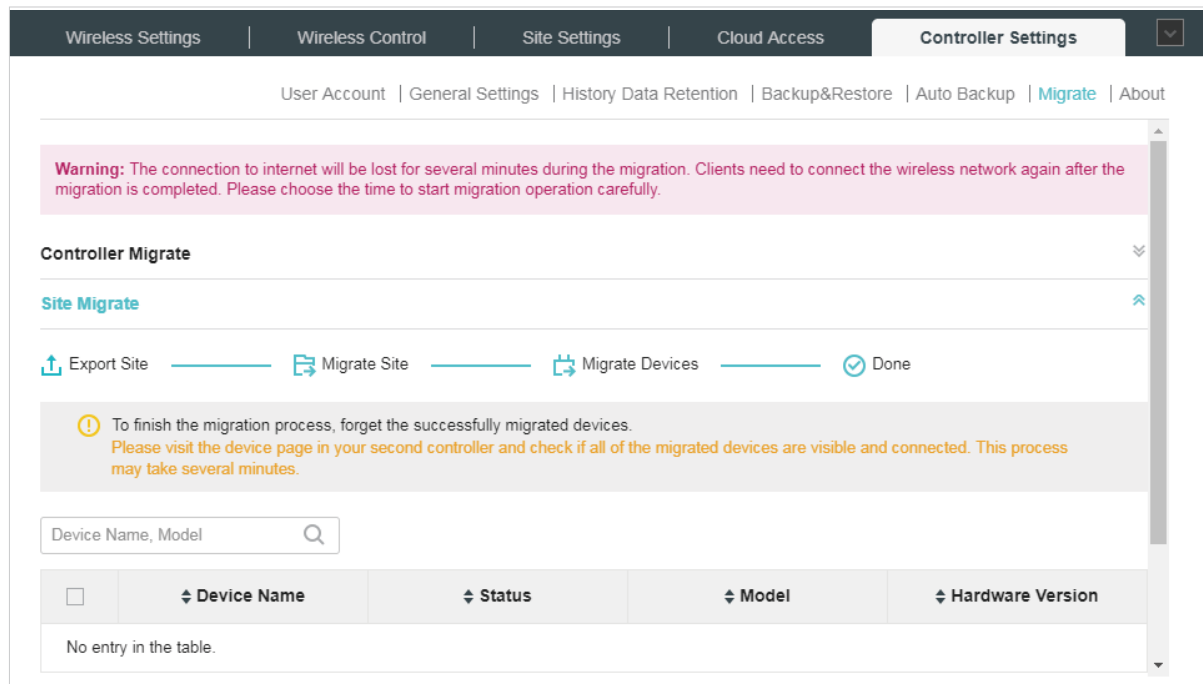 Wireless Settings | Wireless Control | Site Settings | Cloud Access Controller Settings
User Account | General Settings | History Data Retention | Backup&Restore | Auto Backup | Migrate | About
Warning: The connection to internet will be lost for several minutes during the migration. Clients need to connect the wireless network again after the
migration is completed. Please choose the time to start migration operation carefully.
Controller Migrate
Site Migrate
Export Site Migrate Site Migrate Devices Done
To finish the migration process, forget the successfully migrated devices.
Please visit the device page in your second controller and check if all of the migrated devices are visible and connected. This process
may take several minutes.
Device Name, Model
Device Name Status Model Hardware Version
No entry in the table.